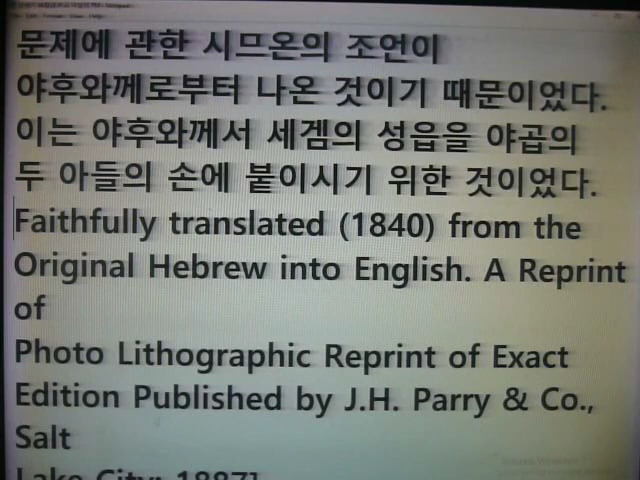 문제에 관한 시므온의 조언이
야후와께로부터 나온 것이기 때문이었다.
이는 야후와께서 세겜의 성읍을 야곱의
두 아들의 손에 붙이시기 위한 것이었다.
Faithfully translated (1840) from the
Original Hebrew into English. A Reprint
of
Photo Lithographic Reprint of Exact
Edition Published by J.H. Parry & Co.,
Salt
Lake City: 1887]